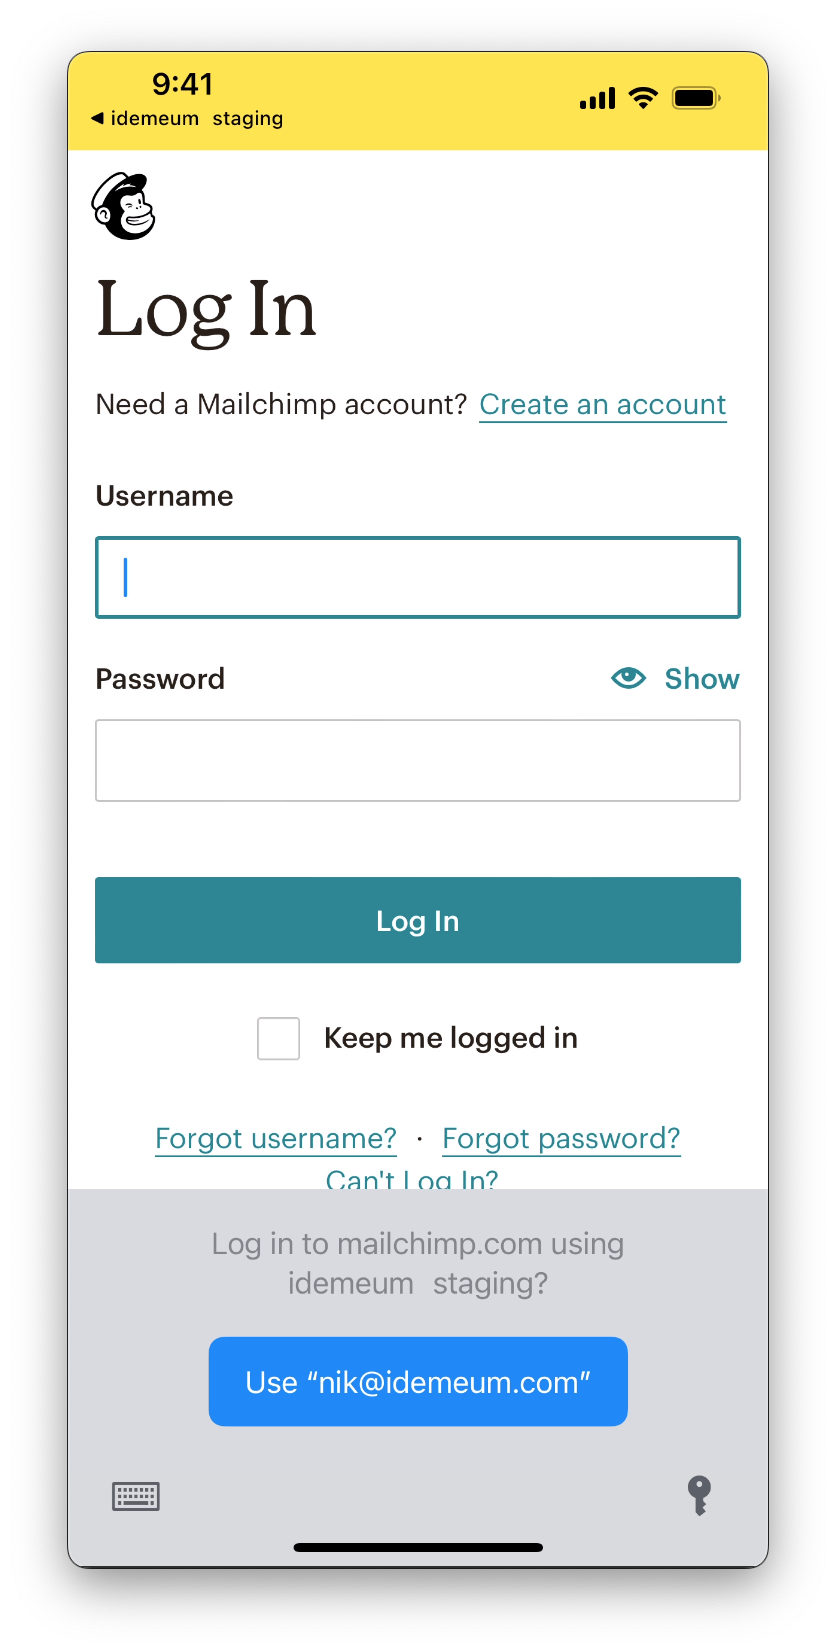 9:41
◀ idemeum staging
Log In
Need a Mailchimp account? Create an account
Username
Password
Show
Log In
Keep me logged in
Forgot username? · Forgot password?
Can't Log In?
Log in to mailchimp.com using
idemeum staging?
Use “nik@idemeum.com”